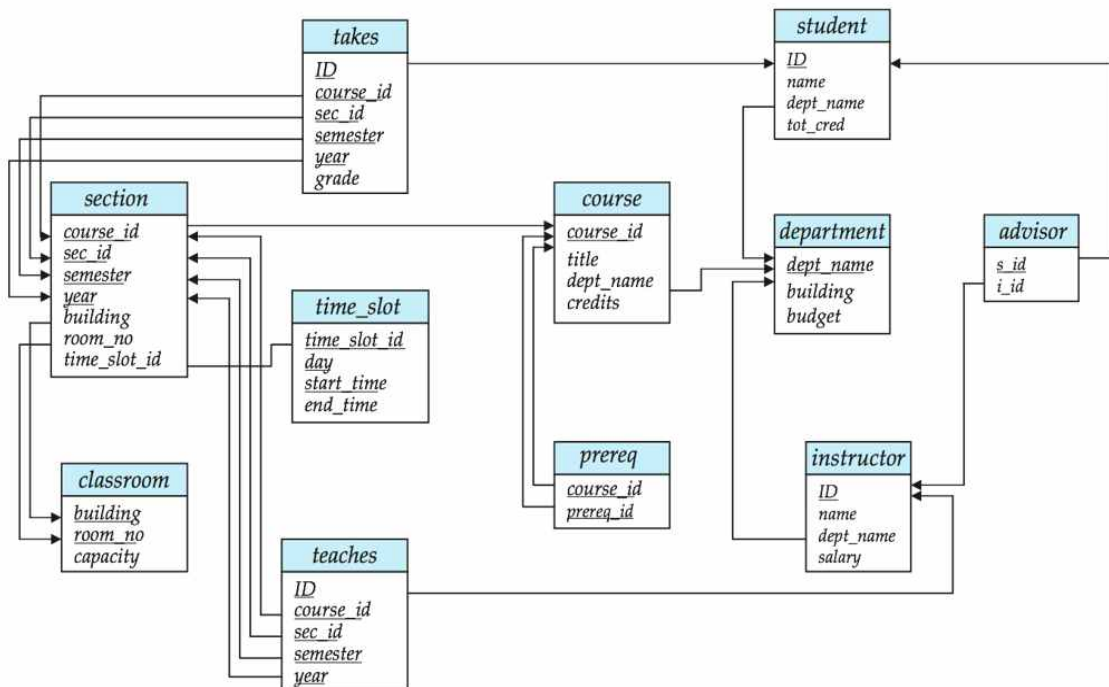 takes
ID
course_id
sec_id
semester
year
grade
student
ID
name
dept_name
tot_cred
section
course_id
sec_id
semester
year
building
room_no
time_slot_id
course
course_id
title
dept_name
credits
department
dept_name
building
budget
advisor
s_id
i_id
time_slot
time_slot_id
day
start_time
end_time
classroom
building
room_no
capacity
prereq
course_id
prereq_id
instructor
ID
name
dept_name
salary
teaches
ID
course_id
sec_id
semester
year